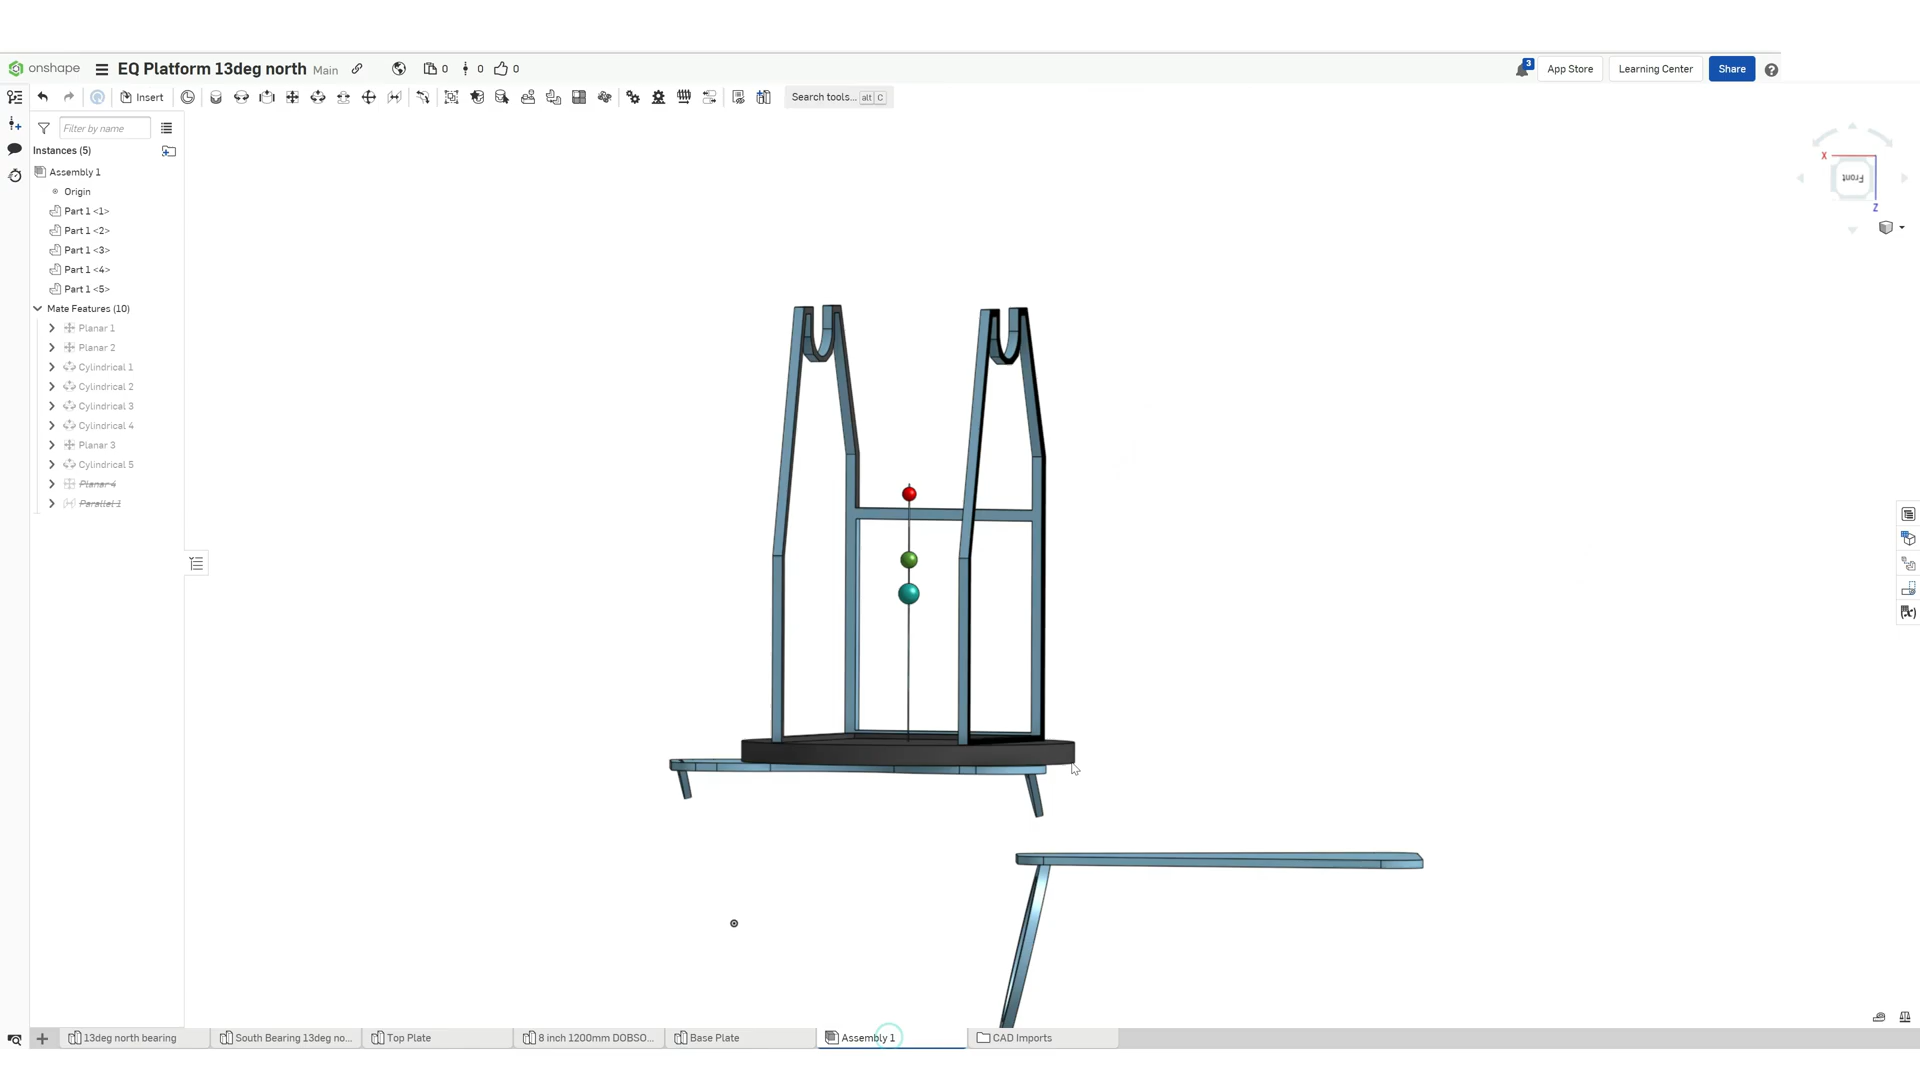 onshape EQ Platform 13deg north Main 0 0 0 3 App Store Learning Center Share
Insert Search tools... alt C
Filter by name
Instances (5)
Assembly 1
Origin
Part 1 <1>
Part 1 <2>
Part 1 <3>
Part 1 <4>
Part 1 <5>
Mate Features (10)
Planar 1
Planar 2
Cylindrical 1
Cylindrical 2
Cylindrical 3
Cylindrical 4
Planar 3
Cylindrical 5
Planar 4
Parallel 1
X
Front
Z
13deg north bearing South Bearing 13deg no... Top Plate 8 inch 1200mm DOBSO... Base Plate Assembly 1 CAD Imports